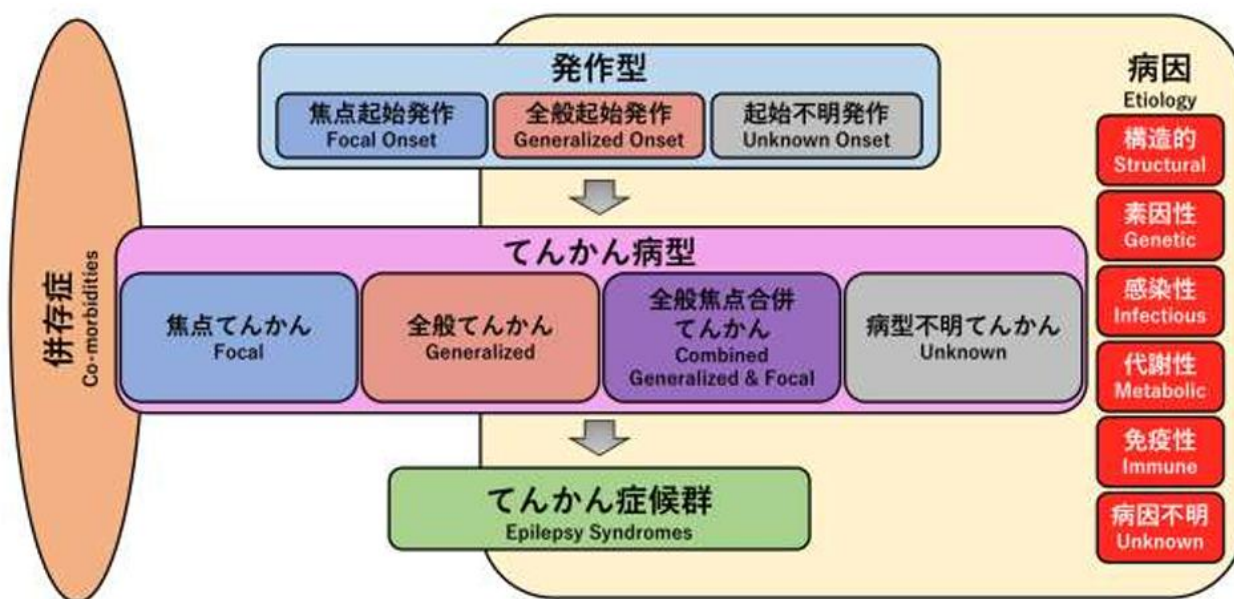 発作型
焦点起始発作
Focal Onset
全般起始発作
Generalized Onset
起始不明発作
Unknown Onset
てんかん病型
焦点てんかん
Focal
全般てんかん
Generalized
全般焦点合併
てんかん
Combined
Generalized & Focal
病型不明てんかん
Unknown
てんかん症候群
Epilepsy Syndromes
併存症
Co-morbidities
病因
Etiology
構造的
Structural
素因性
Genetic
感染性
Infectious
代謝性
Metabolic
免疫性
Immune
病因不明
Unknown